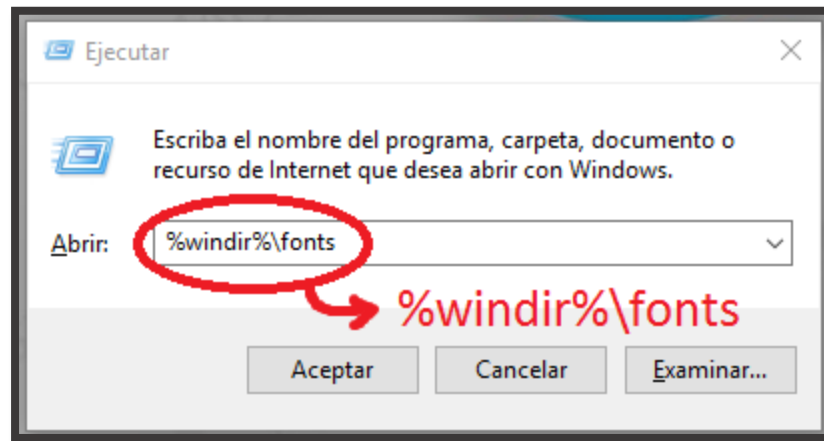 Ejecutar
Escriba el nombre del programa, carpeta, documento o
recurso de Internet que desea abrir con Windows.
Abrir: %windir%\fonts
%windir%\fonts
Aceptar Cancelar Examinar...